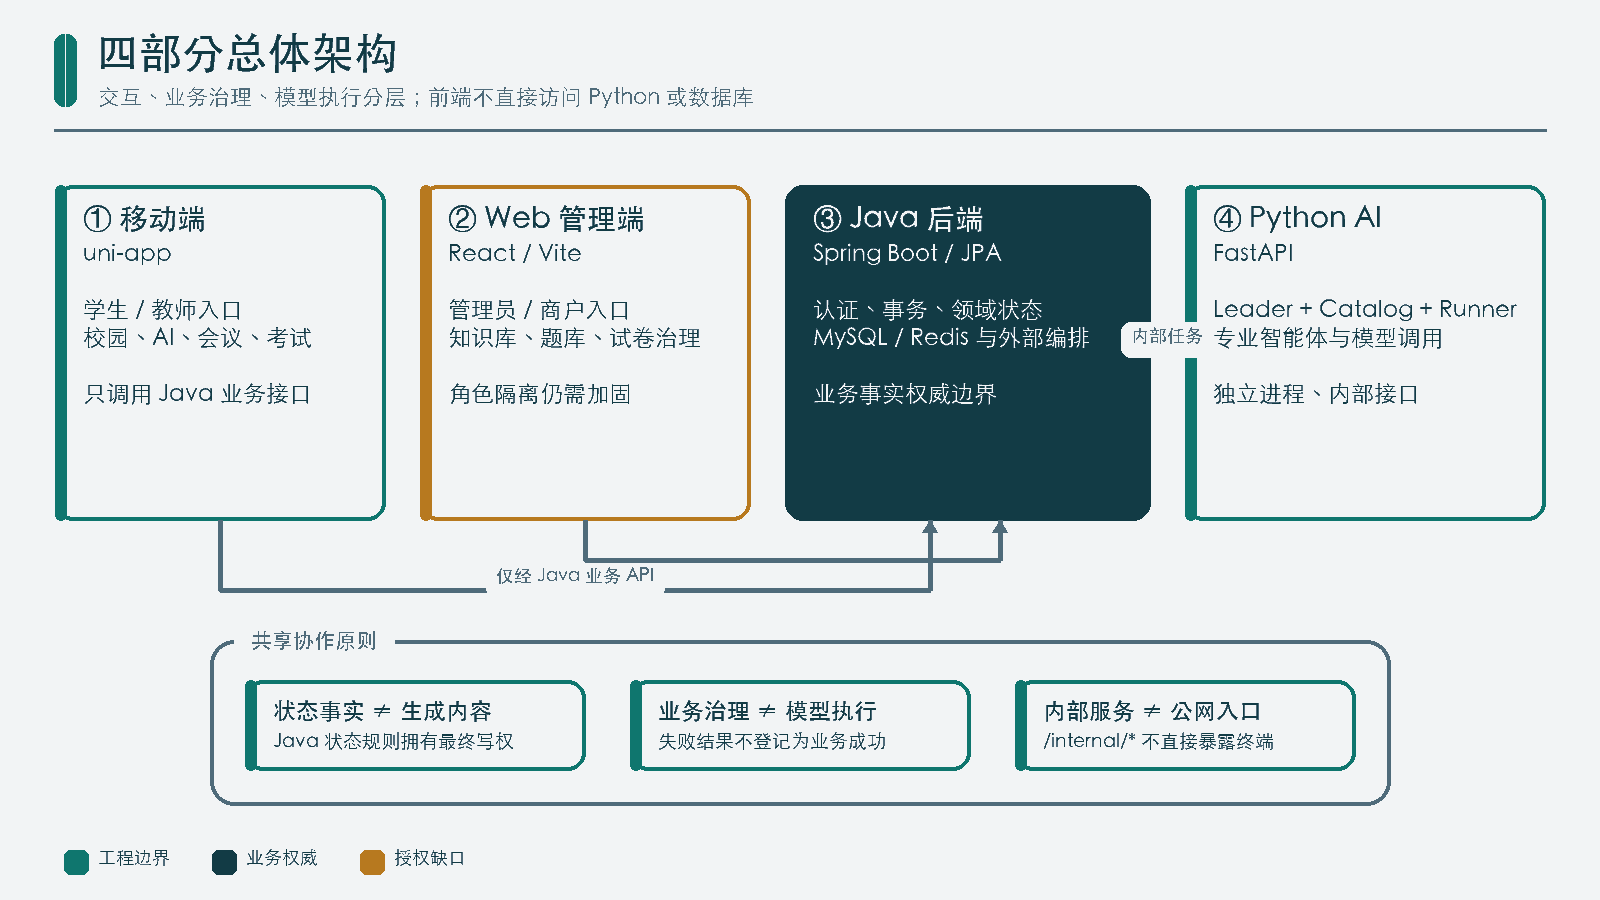 四部分总体架构
交互、业务治理、模型执行分层；前端不直接访问 Python 或数据库
① 移动端
uni-app
学生 / 教师入口
校园、AI、会议、考试
只调用 Java 业务接口
② Web 管理端
React / Vite
管理员 / 商户入口
知识库、题库、试卷治理
角色隔离仍需加固
③ Java 后端
Spring Boot / JPA
认证、事务、领域状态
MySQL / Redis 与外部编排
业务事实权威边界
内部任务
④ Python AI
FastAPI
Leader + Catalog + Runner
专业智能体与模型调用
独立进程、内部接口
仅经 Java 业务 API
共享协作原则
状态事实 ≠ 生成内容
Java 状态规则拥有最终写权
业务治理 ≠ 模型执行
失败结果不登记为业务成功
内部服务 ≠ 公网入口
/internal/* 不直接暴露终端
工程边界
业务权威
授权缺口